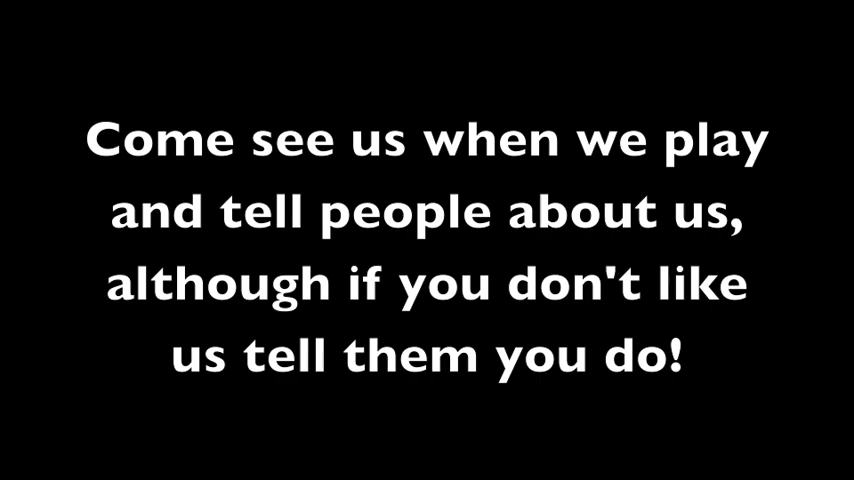 Come see us when we play
and tell people about us,
although if you don't like
us tell them you do!